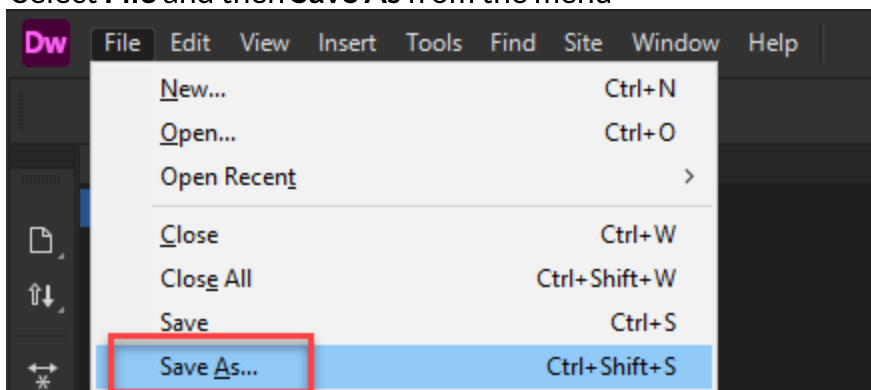 Select File and then Save As from the menu
Dw File Edit View Insert Tools Find Site Window Help
New... Ctrl+N
Open... Ctrl+O
Open Recent >
Close Ctrl+W
Close All Ctrl+Shift+W
Save Ctrl+S
Save As... Ctrl+Shift+S